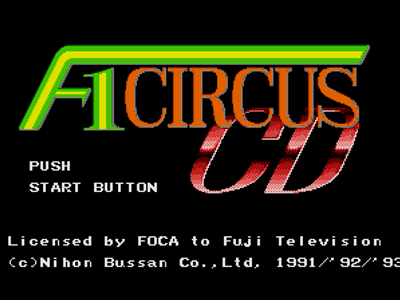 F1 CIRCUS
CD
PUSH
START BUTTON
Licensed by FOCA to Fuji Television
(c)Nihon Bussan Co.,Ltd, 1991/'92/'93